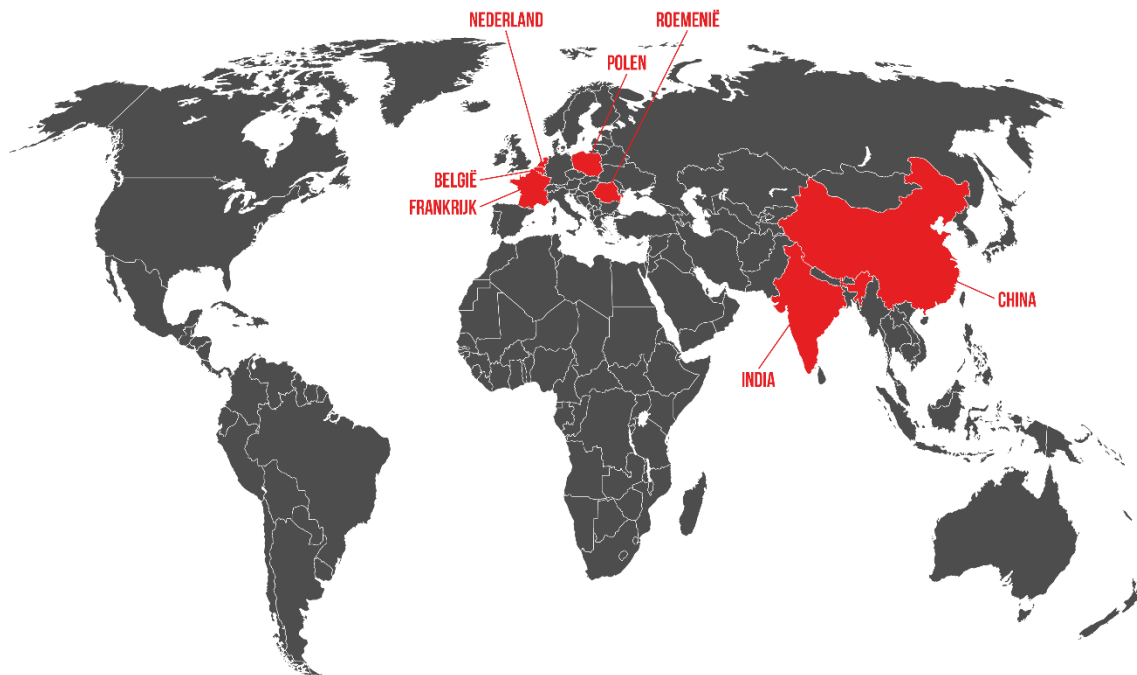 NEDERLAND
ROEMENIË
POLEN
BELGIË
FRANKRIJK
CHINA
INDIA